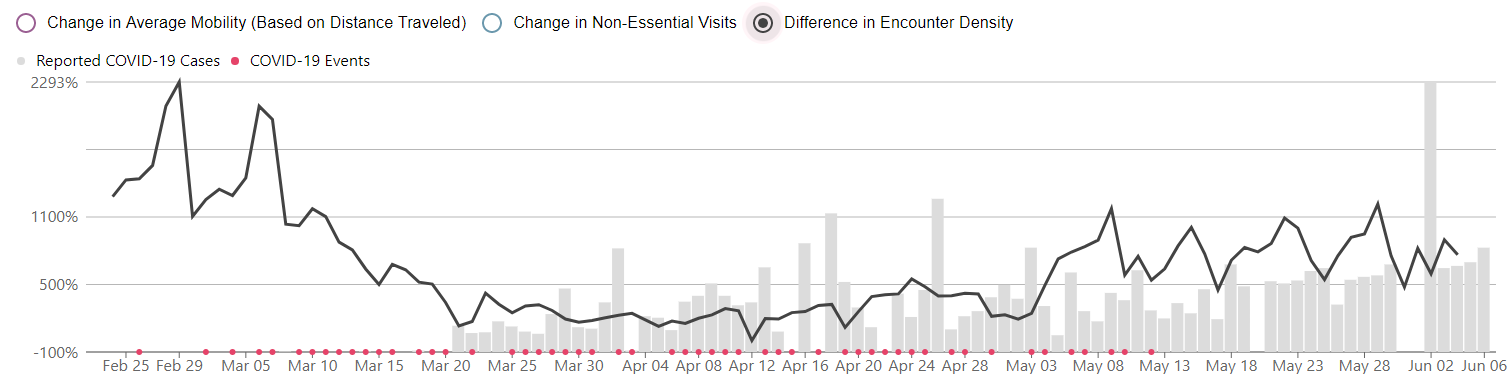 Change in Average Mobility (Based on Distance Traveled) Change in Non-Essential Visits Difference in Encounter Density
Reported COVID-19 Cases COVID-19 Events
2293%
1100%
500%
-100%
Feb 25 Feb 29 Mar 05 Mar 10 Mar 15 Mar 20 Mar 25 Mar 30 Apr 04 Apr 08 Apr 12 Apr 16 Apr 20 Apr 24 Apr 28 May 03 May 08 May 13 May 18 May 23 May 28 Jun 02 Jun 06